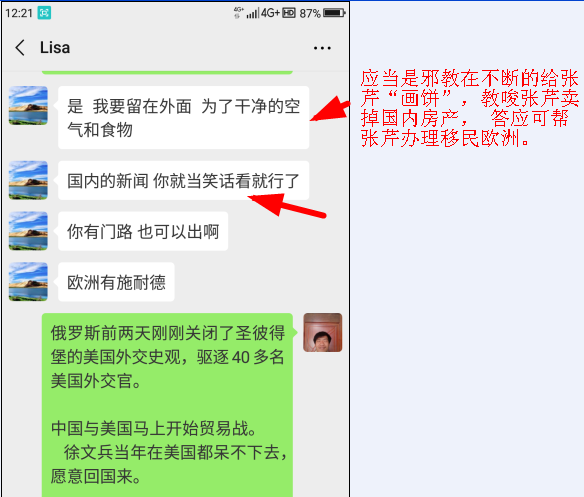 12:21 4G+ 4G+ HD 87%
Lisa
是 我要留在外面 为了干净的空
气和食物
应当是邪教在不断的给张
芹“画饼”，教唆张芹卖
掉国内房产， 答应可帮
张芹办理移民欧洲。
国内的新闻 你就当笑话看就行了
你有门路 也可以出啊
欧洲有施耐德
俄罗斯前两天刚刚关闭了圣彼得
堡的美国外交史观，驱逐 40 多名
美国外交官。
中国与美国马上开始贸易战。
徐文兵当年在美国都呆不下去，
愿意回国来。